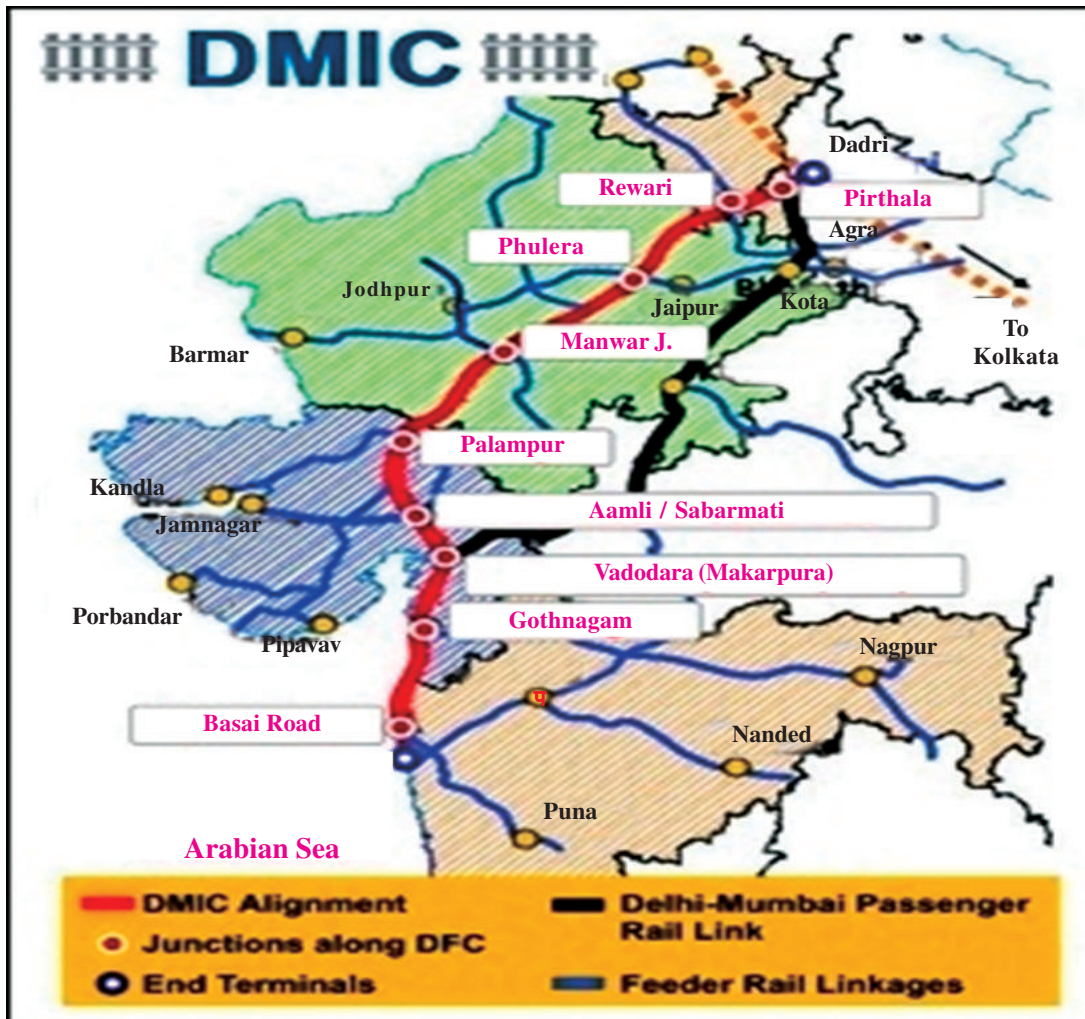 DMIC
Dadri
Rewari
Pirthala
Agra
Phulera
Jodhpur
Jaipur
Kota
To
Kolkata
Barmar
Manwar J.
Palampur
Kandla
Jamnagar
Aamli / Sabarmati
Vadodara (Makarpura)
Porbandar
Pipavav
Gothnagam
Nagpur
Basai Road
प
Nanded
Puna
Arabian Sea
DMIC Alignment
Junctions along DFC
End Terminals
Delhi-Mumbai Passenger
Rail Link
Feeder Rail Linkages